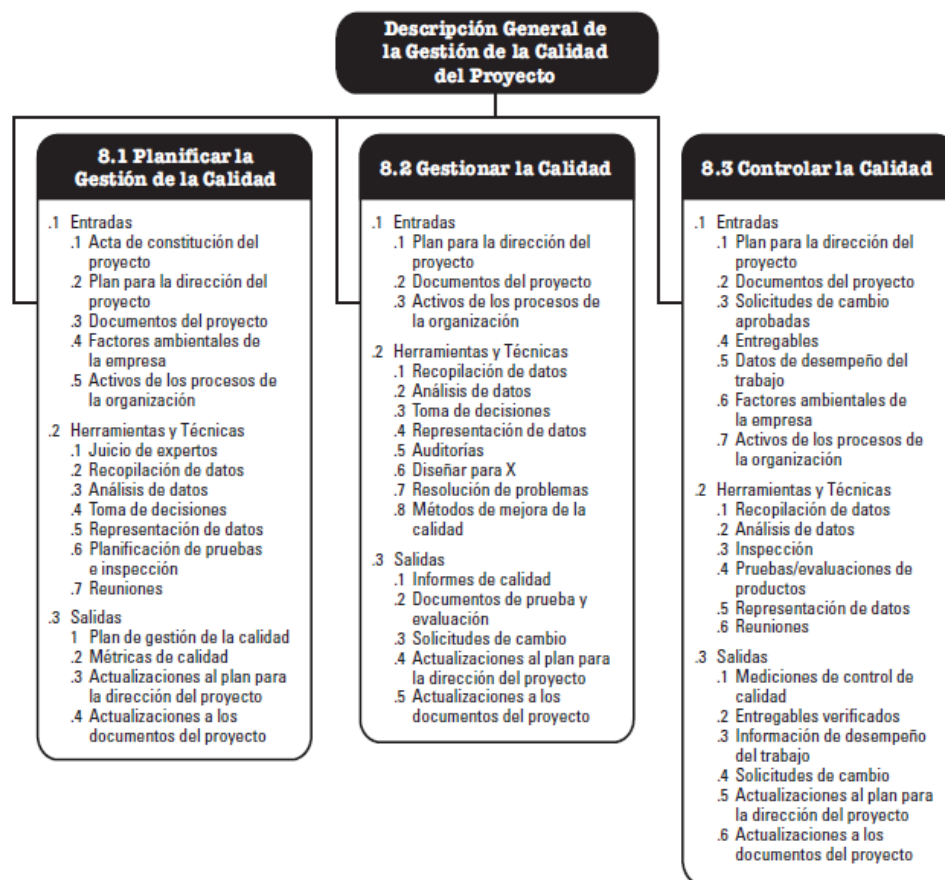 Descripción General de
la Gestión de la Calidad
del Proyecto
8.1 Planificar la
Gestión de la Calidad
.1 Entradas
.1 Acta de constitución del
proyecto
.2 Plan para la dirección del
proyecto
.3 Documentos del proyecto
.4 Factores ambientales de
la empresa
.5 Activos de los procesos de
la organización
.2 Herramientas y Técnicas
.1 Juicio de expertos
.2 Recopilación de datos
.3 Análisis de datos
.4 Toma de decisiones
.5 Representación de datos
.6 Planificación de pruebas
e inspección
.7 Reuniones
.3 Salidas
1 Plan de gestión de la calidad
.2 Métricas de calidad
.3 Actualizaciones al plan para
la dirección del proyecto
.4 Actualizaciones a los
documentos del proyecto
8.2 Gestionar la Calidad
.1 Entradas
.1 Plan para la dirección del
proyecto
.2 Documentos del proyecto
.3 Activos de los procesos de
la organización
.2 Herramientas y Técnicas
.1 Recopilación de datos
.2 Análisis de datos
.3 Toma de decisiones
.4 Representación de datos
.5 Auditorías
.6 Diseñar para X
.7 Resolución de problemas
.8 Métodos de mejora de la
calidad
.3 Salidas
.1 Informes de calidad
.2 Documentos de prueba y
evaluación
.3 Solicitudes de cambio
.4 Actualizaciones al plan para
la dirección del proyecto
.5 Actualizaciones a los
documentos del proyecto
8.3 Controlar la Calidad
.1 Entradas
.1 Plan para la dirección del
proyecto
.2 Documentos del proyecto
.3 Solicitudes de cambio
aprobadas
.4 Entregables
.5 Datos de desempeño del
trabajo
.6 Factores ambientales de
la empresa
.7 Activos de los procesos de
la organización
.2 Herramientas y Técnicas
.1 Recopilación de datos
.2 Análisis de datos
.3 Inspección
.4 Pruebas/evaluaciones de
productos
.5 Representación de datos
.6 Reuniones
.3 Salidas
.1 Mediciones de control de
calidad
.2 Entregables verificados
.3 Información de desempeño
del trabajo
.4 Solicitudes de cambio
.5 Actualizaciones al plan para
la dirección del proyecto
.6 Actualizaciones a los
documentos del proyecto